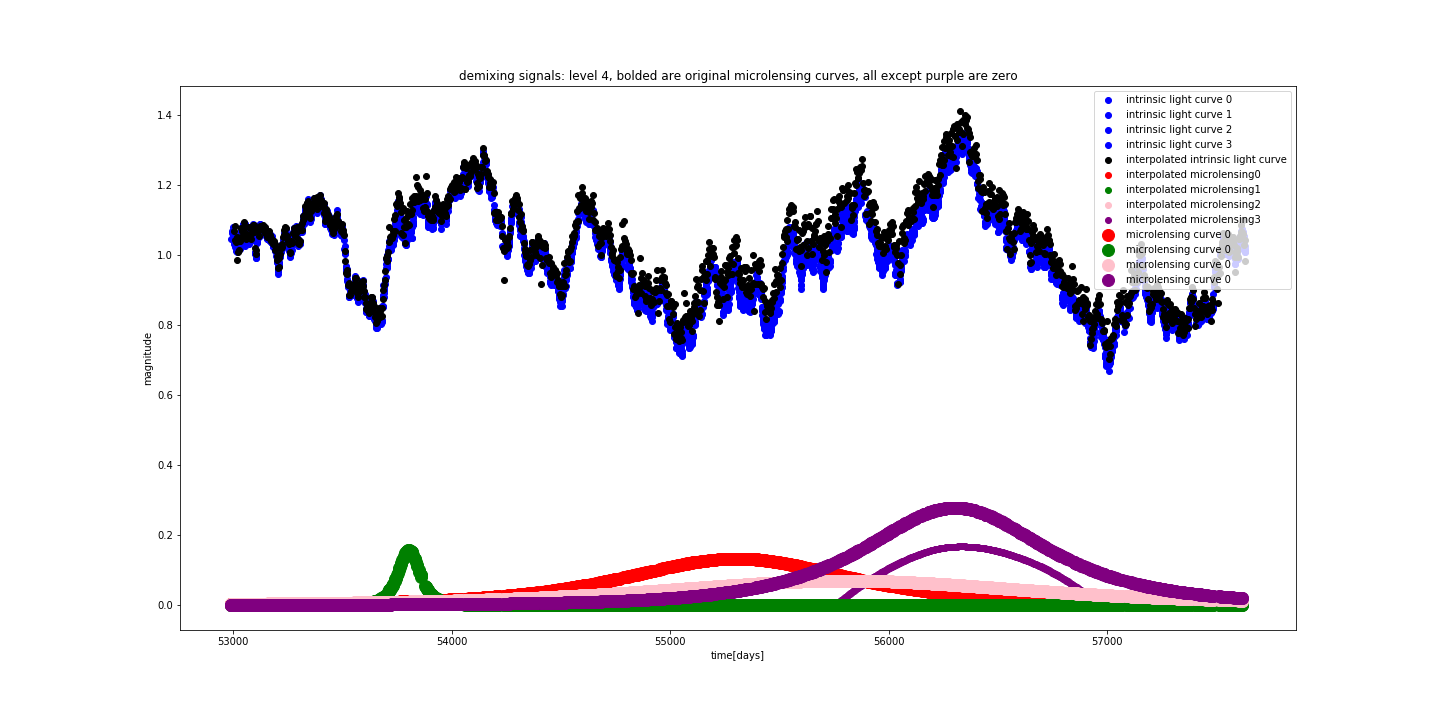 demixing signals: level 4, bolded are original microlensing curves, all except purple are zero
1.4
1.2
1.0
0.8
0.6
0.4
0.2
0.0
magnitude
intrinsic light curve 0
intrinsic light curve 1
intrinsic light curve 2
intrinsic light curve 3
interpolated intrinsic light curve
interpolated microlensing0
interpolated microlensing1
interpolated microlensing2
interpolated microlensing3
microlensing curve 0
microlensing curve 0
microlensing curve 0
microlensing curve 0
53000 54000 55000 56000 57000
time[days]